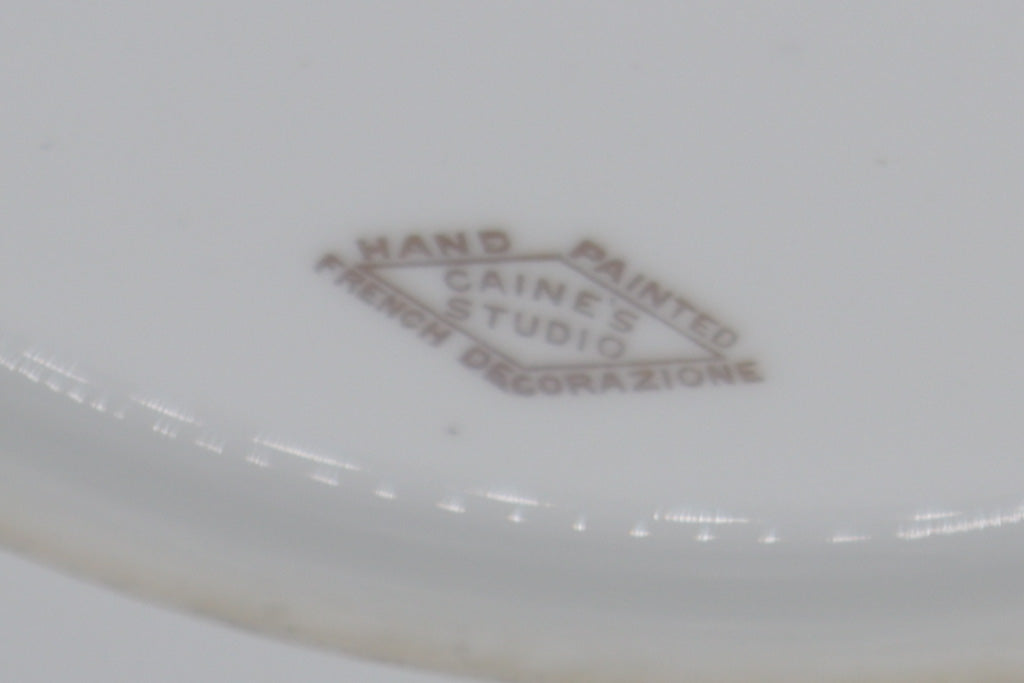 HAND PAINTED
CAINE'S
STUDIO
FRENCH DECORAZIONE